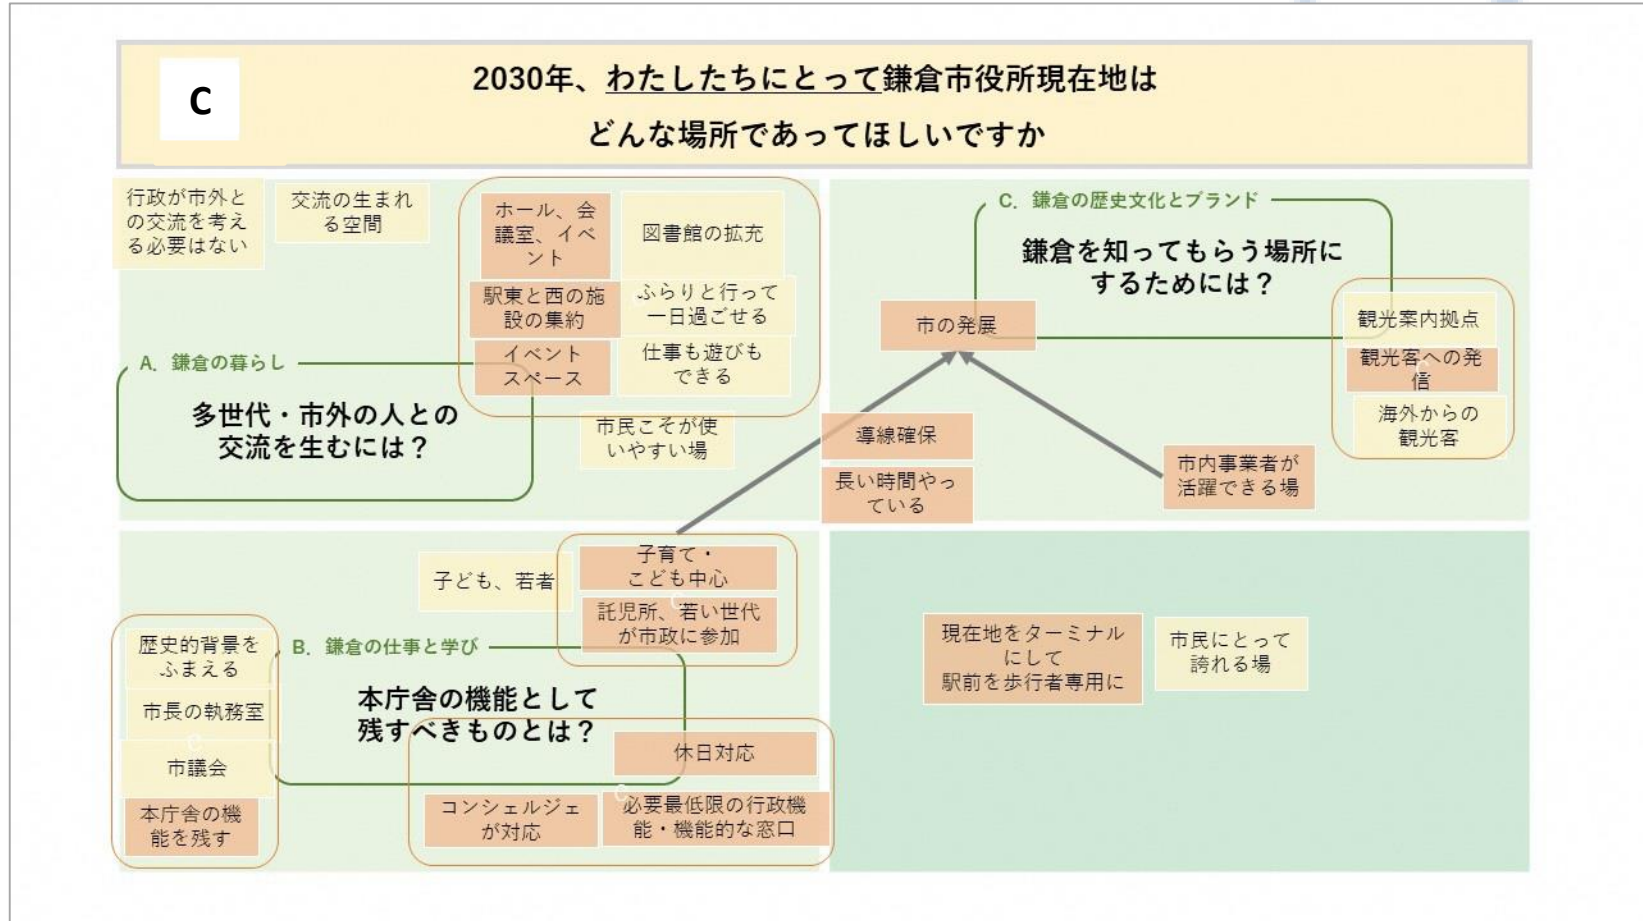 C
2030年、わたしたちにとって鎌倉市役所現在地は
どんな場所であってほしいですか
行政が市外と
の交流を考え
る必要はない
交流の生まれ
る空間
ホール、会
議室、イベ
ント
図書館の拡充
駅東と西の施
設の集約
ふらりと行って
一日過ごせる
イベント
スペース
仕事も遊びも
できる
A. 鎌倉の暮らし
多世代・市外の人との
交流を生むには？
市民こそが使
いやすい場
C. 鎌倉の歴史文化とブランド
鎌倉を知ってもらう場所に
するためには？
市の発展
観光案内拠点
観光客への発
信
海外からの
観光客
導線確保
長い時間やっ
ている
市内事業者が
活躍できる場
子ども、若者
子育て・
こども中心
託児所、若い世代
が市政に参加
歴史的背景を
ふまえる
市長の執務室
市議会
本庁舎の機
能を残す
B. 鎌倉の仕事と学び
本庁舎の機能として
残すべきものとは？
休日対応
コンシェルジェ
が対応
必要最低限の行政機
能・機能的な窓口
現在地をターミナル
にして
駅前を歩行者専用に
市民にとって
誇れる場